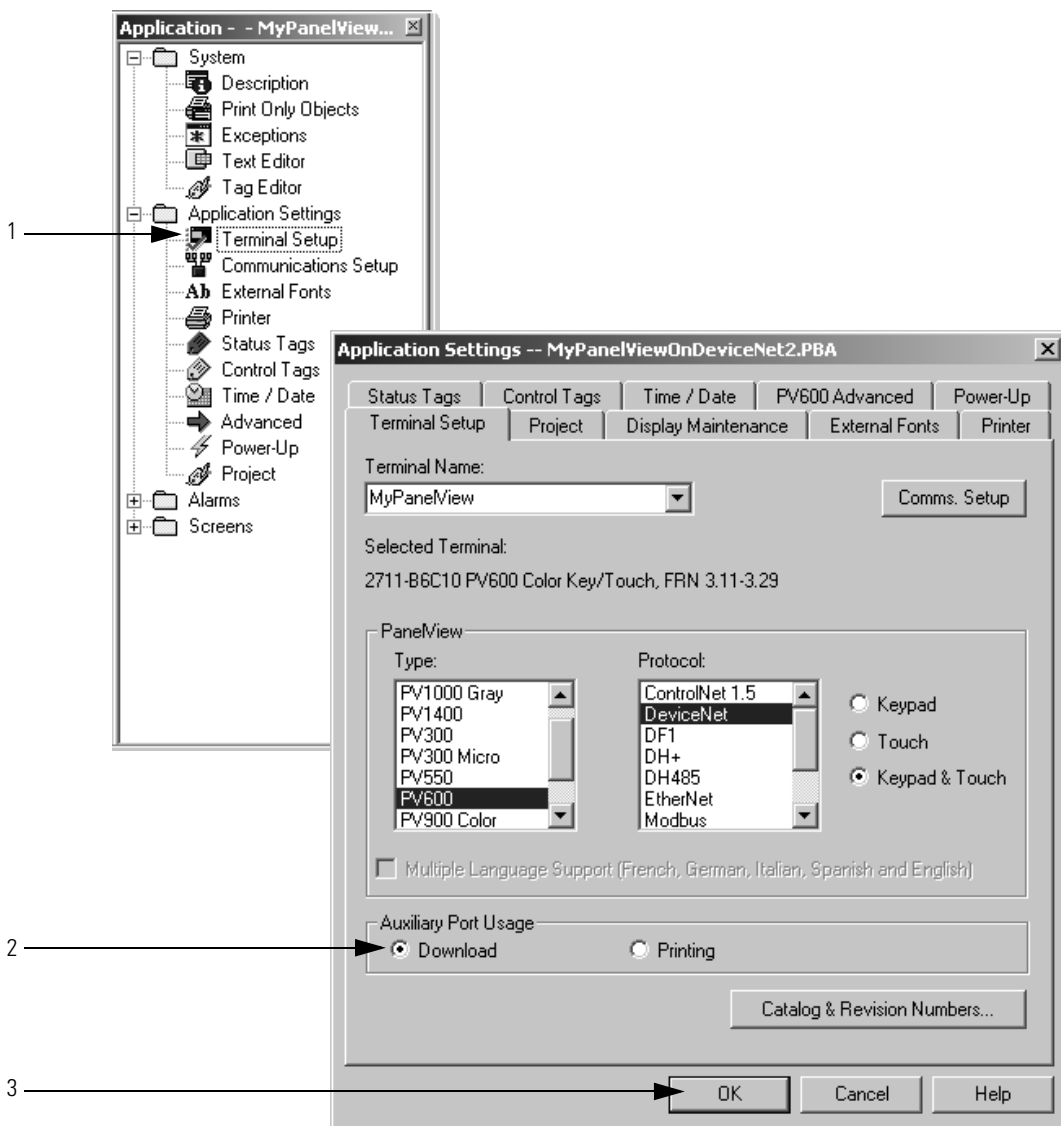 Application - - MyPanelView...
System
Description
Print Only Objects
Exceptions
Text Editor
Tag Editor
Application Settings
1
Terminal Setup
Communications Setup
Ab External Fonts
Printer
Status Tags
Control Tags
Time / Date
Advanced
Power-Up
Project
Alarms
Screens
Application Settings -- MyPanelViewOnDeviceNet2.PBA
Status Tags Control Tags Time / Date PV600 Advanced Power-Up
Terminal Setup Project Display Maintenance External Fonts Printer
Terminal Name:
MyPanelView
Comms. Setup
Selected Terminal:
2711-B6C10 PV600 Color Key/Touch, FRN 3.11-3.29
PanelView
Type:
PV1000 Gray
PV1400
PV300
PV300 Micro
PV550
PV600
PV900 Color
Protocol:
ControlNet 1.5
DeviceNet
DF1
DH+
DH485
EtherNet
Modbus
Keypad
Touch
Keypad & Touch
Multiple Language Support (French, German, Italian, Spanish and English)
Auxiliary Port Usage
2
Download
Printing
Catalog & Revision Numbers...
3
OK Cancel Help